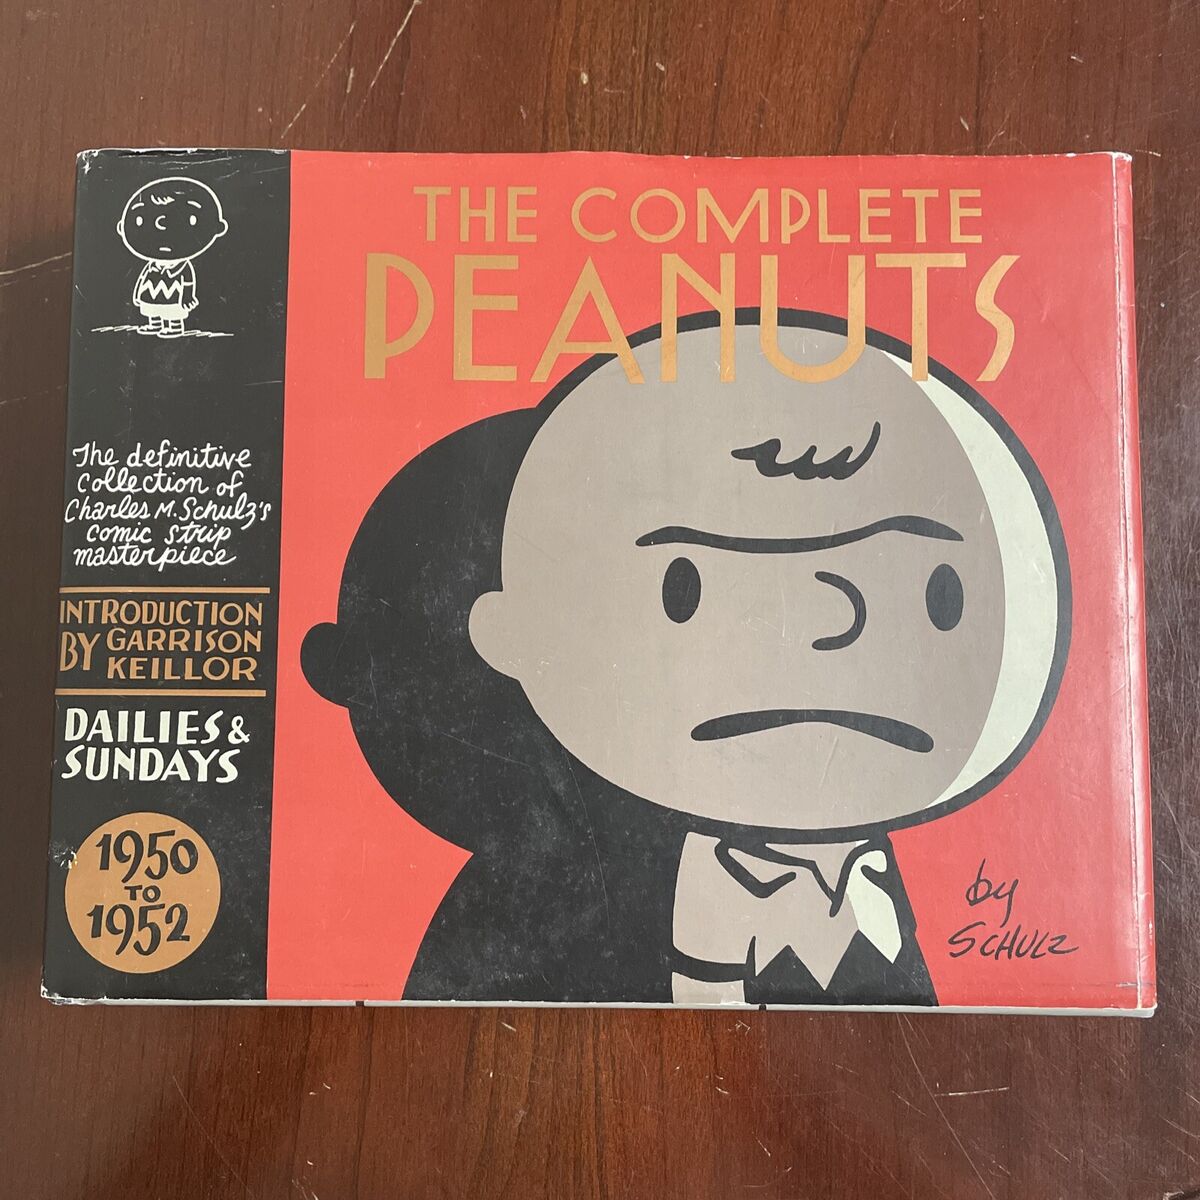 THE COMPLETE
PEANUTS
The definitive
collection of
Charles M. Schulz's
comic strip
masterpiece
INTRODUCTION
BY GARRISON
KEILLOR
DAILIES &
SUNDAYS
1950
TO
1952
by
SCHULZ